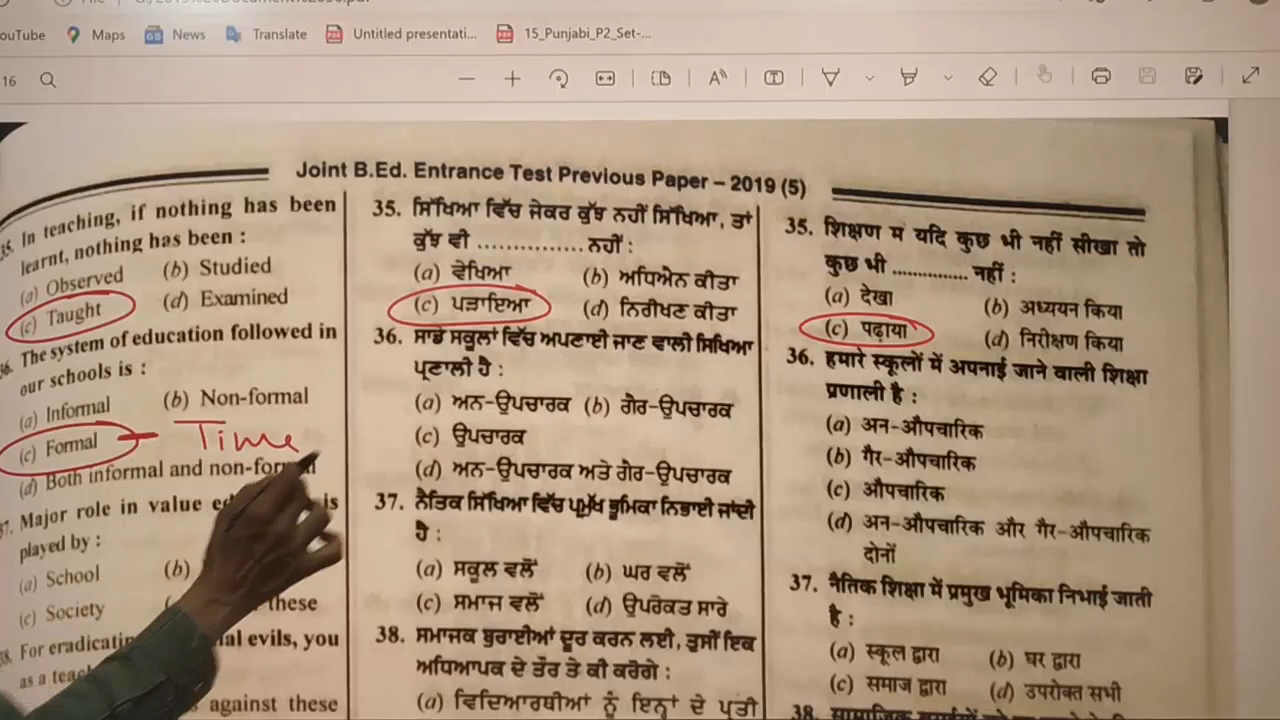 ouTube
Maps
News
Translate
Untitled presentati...
15_Punjabi_P2_Set-...
16
Joint B.Ed. Entrance Test Previous Paper – 2019 (5)
35. In teaching, if nothing has been
learnt, nothing has been :
(a) Observed (b) Studied
(c) Taught (d) Examined
36. The system of education followed in
our schools is :
(a) Informal (b) Non-formal
(c) Formal Time
(d) Both informal and
37. Major role in value is
played by :
(a) School (b)
(c) Society these
38. For evils, you
as a
against these
35. ਸਿੱਖਿਆ ਵਿੱਚ ਜੇਕਰ ਕੁੱਝ ਨਹੀਂ ਸਿੱਖਿਆ, ਤਾਂ
ਕੁੱਝ ਵੀ ............... ਨਹੀਂ :
(a) ਵੇਖਿਆ (b) ਅਧਿਐਨ ਕੀਤਾ
(c) ਪੜਾਇਆ (d) ਨਿਰੀਖਣ ਕੀਤਾ
36. ਸਾਡੇ ਸਕੂਲਾਂ ਵਿੱਚ ਅਪਣਾਈ ਜਾਣ ਵਾਲੀ ਸਿਖਿਆ
ਪ੍ਰਣਾਲੀ ਹੈ :
(a) ਅਨ-ਉਪਚਾਰਕ (b) ਗੈਰ-ਉਪਚਾਰਕ
(c) ਉਪਚਾਰਕ
(d) ਅਨ-ਉਪਚਾਰਕ ਅਤੇ ਗੈਰ-ਉਪਚਾਰਕ
37. ਨੈਤਿਕ ਸਿੱਖਿਆ ਵਿੱਚ ਪ੍ਰਮੁੱਖ ਭੂਮਿਕਾ ਨਿਭਾਈ ਜਾਂਦੀ
ਹੈ :
(a) ਸਕੂਲ ਵਲੋਂ (b) ਘਰ ਵਲੋਂ
(c) ਸਮਾਜ ਵਲੋਂ (d) ਉਪਰੋਕਤ ਸਾਰੇ
38. ਸਮਾਜਕ ਬੁਰਾਈਆਂ ਦੂਰ ਕਰਨ ਲਈ, ਤੁਸੀਂ ਇਕ
ਅਧਿਆਪਕ ਦੇ ਤੌਰ ਤੇ ਕੀ ਕਰੋਗੇ :
(a) ਵਿਦਿਆਰਥੀਆਂ ਨੂੰ ਇਨ੍ਹਾਂ ਦੇ ਪ੍ਰਤੀ
35. शिक्षण म यदि कुछ भी नहीं सीखा तो
कुछ भी .............. नहीं :
(a) देखा (b) अध्ययन किया
(c) पढ़ाया (d) निरीक्षण किया
36. हमारे स्कूलों में अपनाई जाने वाली शिक्षा
प्रणाली है :
(a) अन-औपचारिक
(b) गैर-औपचारिक
(c) औपचारिक
(d) अन-औपचारिक और गैर-औपचारिक
दोनों
37. नैतिक शिक्षा में प्रमुख भूमिका निभाई जाती
है :
(a) स्कूल द्वारा (b) घर द्वारा
(c) समाज द्वारा (d) उपरोक्त सभी
38.